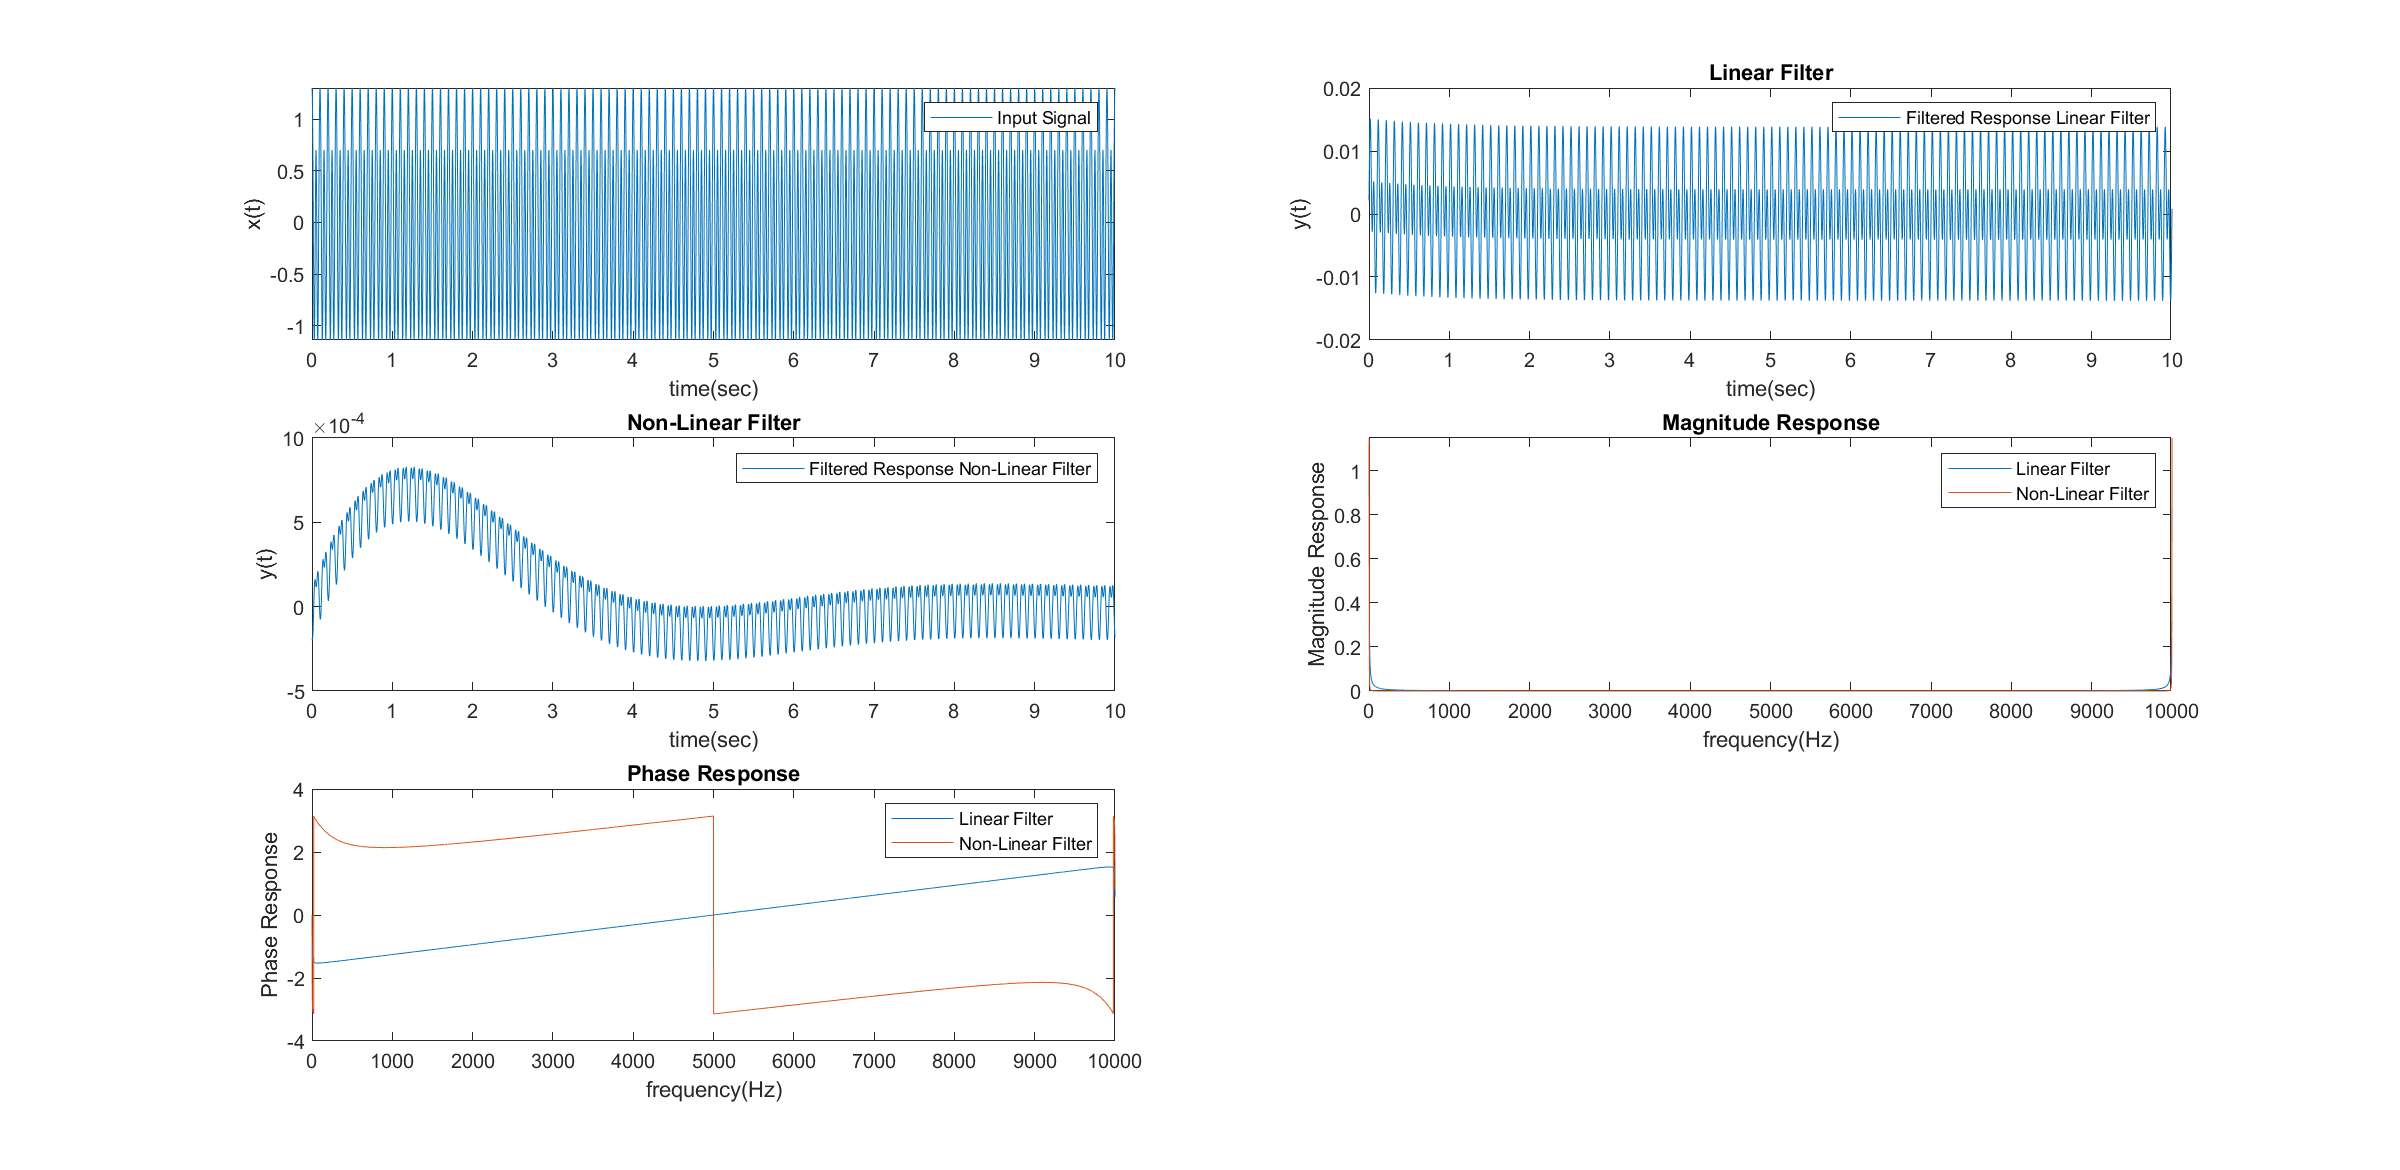 Input Signal
1
0.5
0
-0.5
-1
x(t)
0 1 2 3 4 5 6 7 8 9 10
time(sec)
Linear Filter
Filtered Response Linear Filter
0.02
0.01
0
-0.01
-0.02
y(t)
0 1 2 3 4 5 6 7 8 9 10
time(sec)
Non-Linear Filter
×10-4
Filtered Response Non-Linear Filter
10
5
0
-5
y(t)
0 1 2 3 4 5 6 7 8 9 10
time(sec)
Magnitude Response
Linear Filter
Non-Linear Filter
1
0.8
0.6
0.4
0.2
0
Magnitude Response
0 1000 2000 3000 4000 5000 6000 7000 8000 9000 10000
frequency(Hz)
Phase Response
Linear Filter
Non-Linear Filter
4
2
0
-2
-4
Phase Response
0 1000 2000 3000 4000 5000 6000 7000 8000 9000 10000
frequency(Hz)